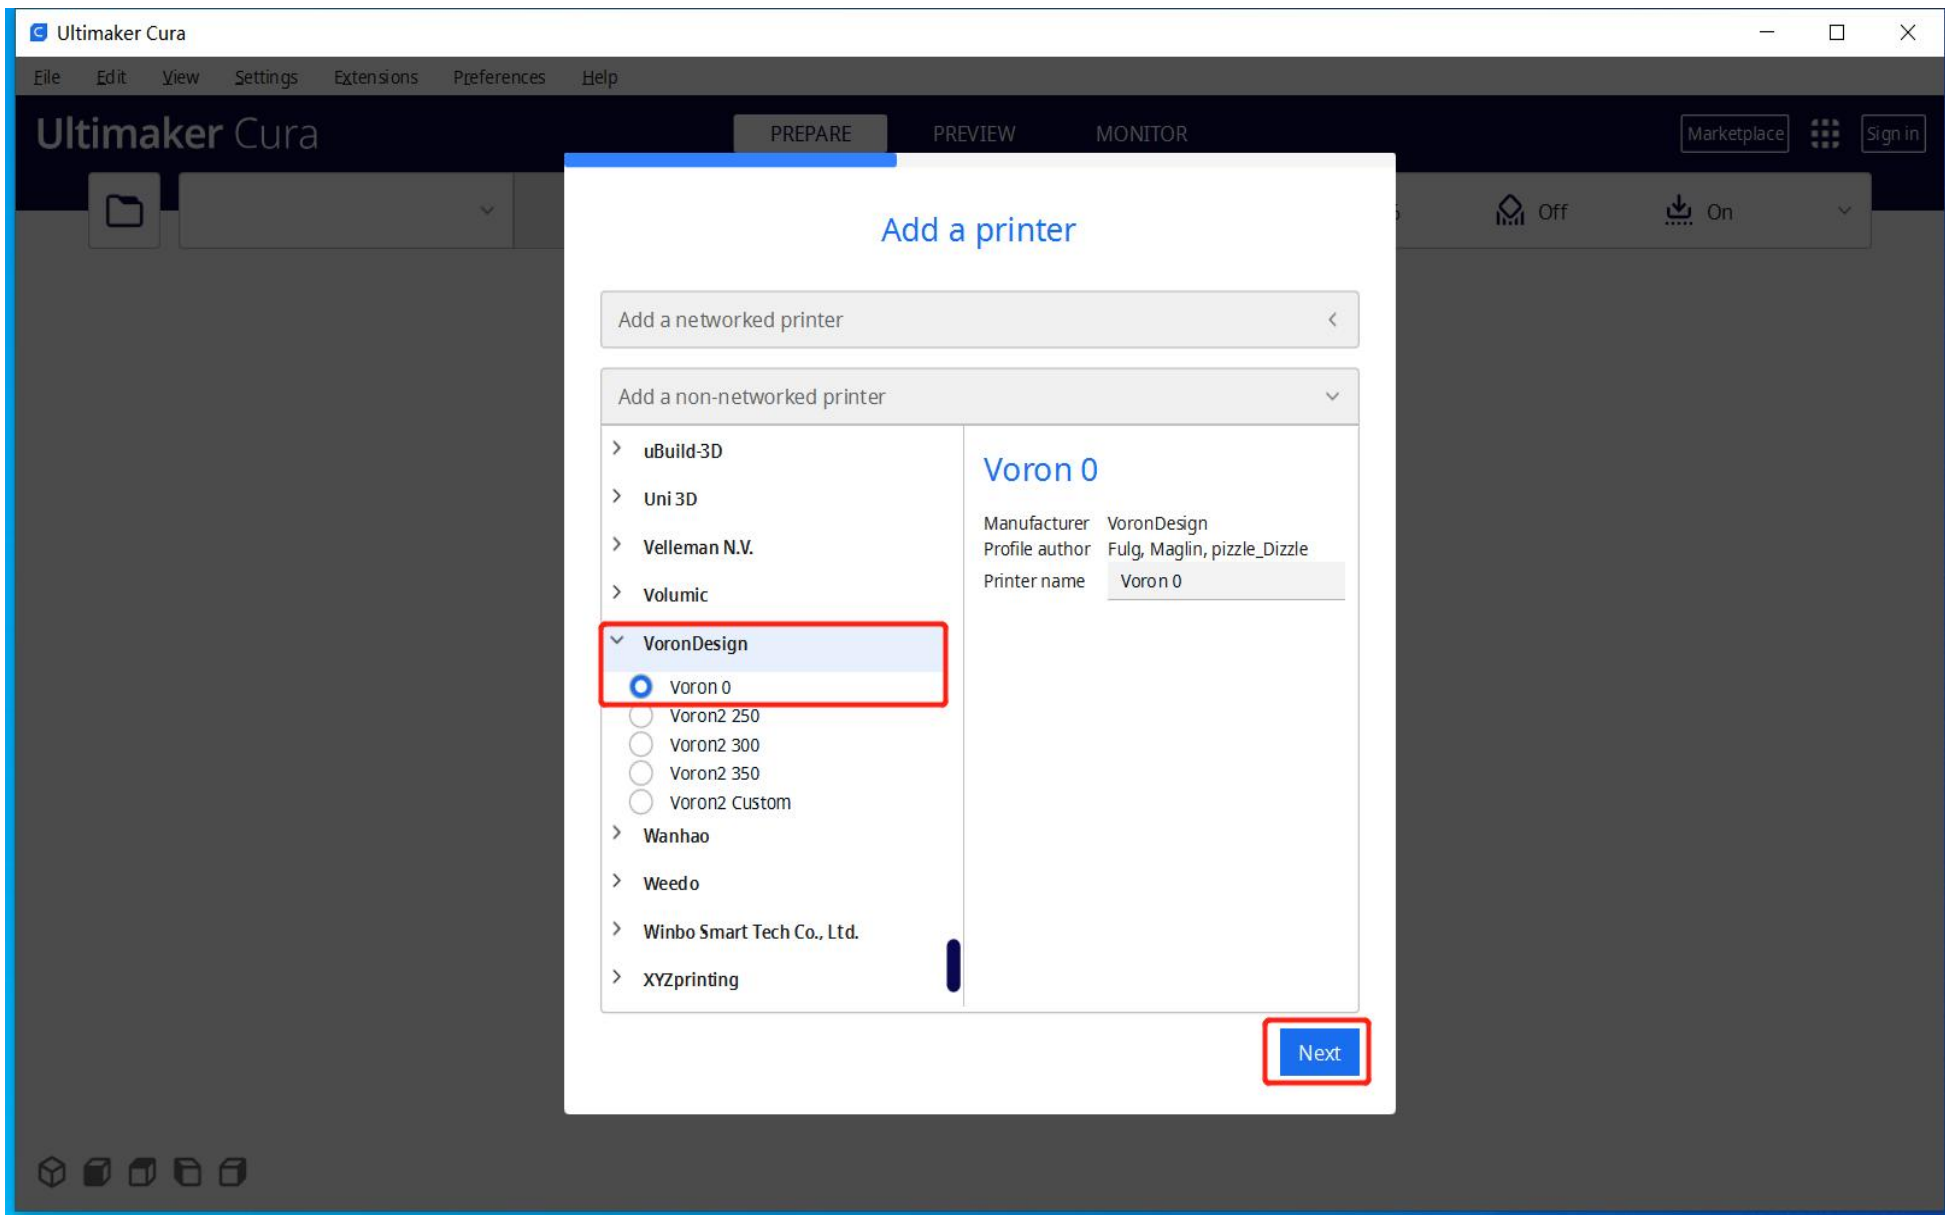 Ultimaker Cura
File Edit View Settings Extensions Preferences Help
Ultimaker Cura PREPARE PREVIEW MONITOR Marketplace Sign in
Off On
Add a printer
Add a networked printer
Add a non-networked printer
uBuild-3D
Uni 3D
Velleman N.V.
Volumic
VoronDesign
Voron 0
Voron2 250
Voron2 300
Voron2 350
Voron2 Custom
Wanhao
Weedo
Winbo Smart Tech Co., Ltd.
XYZprinting
Voron 0
Manufacturer VoronDesign
Profile author Fulg, Maglin, pizzle_Dizzle
Printer name Voron 0
Next